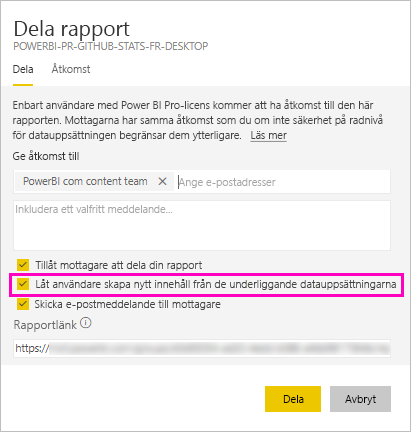 Dela rapport
POWERBI-PR-GITHUB-STATS-FR-DESKTOP
Dela Åtkomst
Enbart användare med Power BI Pro-licens kommer att ha åtkomst till den här
rapporten. Mottagarna har samma åtkomst som du om inte säkerhet på radnivå
för datauppsättningen begränsar dem ytterligare. Läs mer
Ge åtkomst till
PowerBI com content team Ange e-postadresser
Inkludera ett valfritt meddelande...
Tillåt mottagare att dela din rapport
Låt användare skapa nytt innehåll från de underliggande datauppsättningarna
Skicka e-postmeddelande till mottagare
Rapportlänk
https://
Dela Avbryt